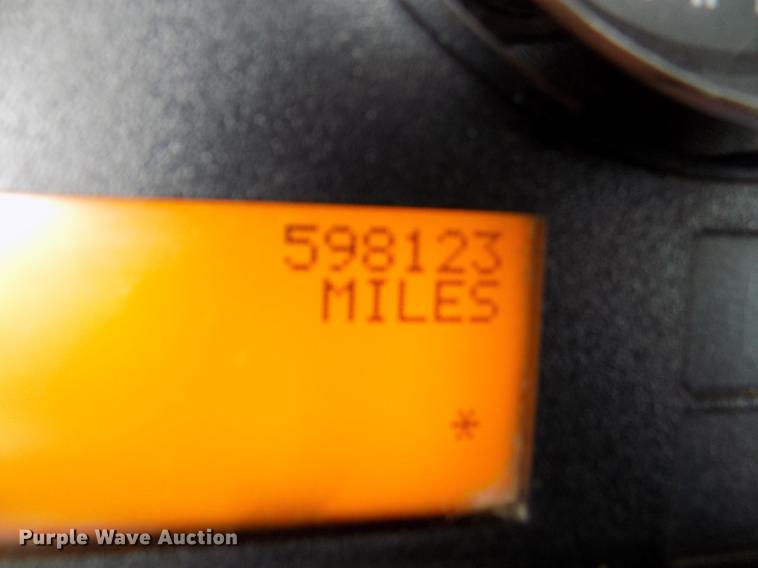 598123
MILES
*
Purple Wave Auction